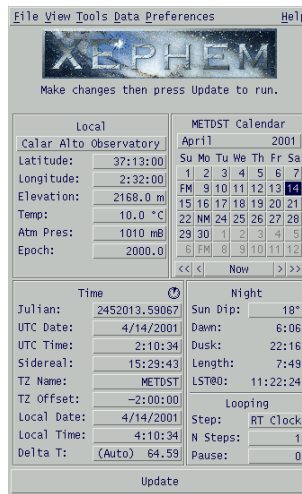 File View Tools Data Preferences Help
XEPHEM
Make changes then press Update to run.
Local
Calar Alto Observatory
Latitude: 37:13:00
Longitude: 2:32:00
Elevation: 2168.0 m
Temp: 10.0 °C
Atm Pres: 1010 mB
Epoch: 2000.0
METDST Calendar
April 2001
Su Mo Tu We Th Fr Sa
1 2 3 4 5 6 7
FM 9 10 11 12 13 14
15 16 17 18 19 20 21
22 NM 24 25 26 27 28
29 30 1 2 3 4 5
6 FM 8 9 10 11 12
<< < Now > >>
Time
Julian: 2452013.59067
UTC Date: 4/14/2001
UTC Time: 2:10:34
Sidereal: 15:29:43
TZ Name: METDST
TZ Offset: -2:00:00
Local Date: 4/14/2001
Local Time: 4:10:34
Delta T: (Auto) 64.59
Night
Sun Dip: 18°
Dawn: 6:06
Dusk: 22:16
Length: 7:49
LST@0: 11:22:24
Looping
Step: RT Clock
N Steps: 1
Pause: 0
Update